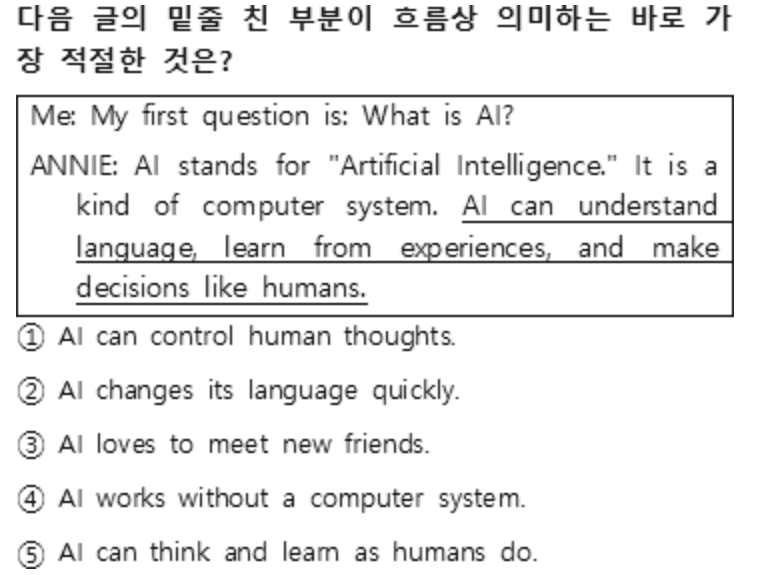 다음 글의 밑줄 친 부분이 흐름상 의미하는 바로 가
장 적절한 것은?
Me: My first question is: What is AI?
ANNIE: AI stands for "Artificial Intelligence." It is a
kind of computer system. AI can understand
language, learn from experiences, and make
decisions like humans.
① AI can control human thoughts.
② AI changes its language quickly.
③ AI loves to meet new friends.
④ AI works without a computer system.
⑤ AI can think and learn as humans do.